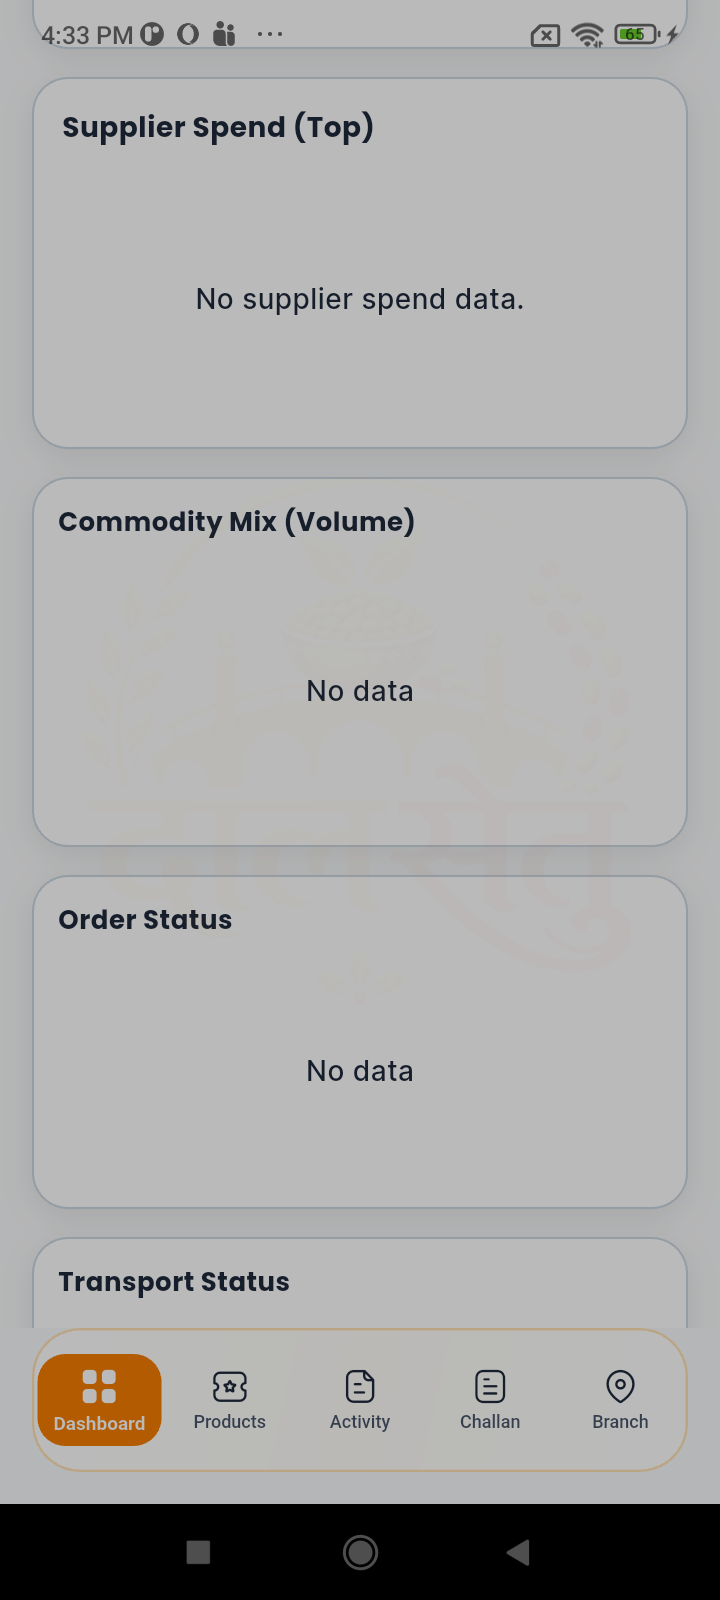 4:33 PM
65
Supplier Spend (Top)
No supplier spend data.
Commodity Mix (Volume)
No data
दालसेतु
Order Status
No data
Transport Status
Dashboard
Products
Activity
Challan
Branch